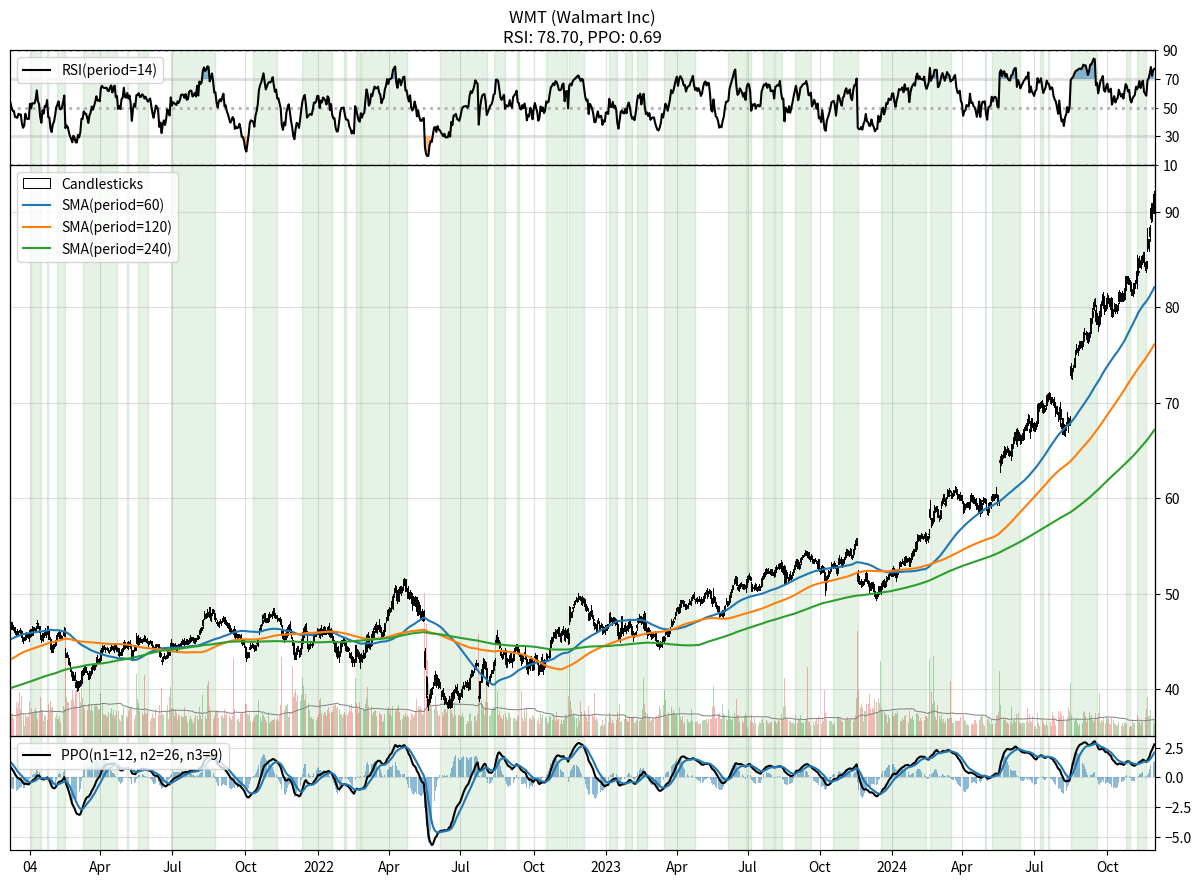 WMT (Walmart Inc)
RSI: 78.70, PPO: 0.69
RSI(period=14)
90
70
50
30
10
Candlesticks
SMA(period=60)
SMA(period=120)
SMA(period=240)
90
80
70
60
50
40
PPO(n1=12, n2=26, n3=9)
2.5
0.0
−2.5
−5.0
04 Apr Jul Oct 2022 Apr Jul Oct 2023 Apr Jul Oct 2024 Apr Jul Oct